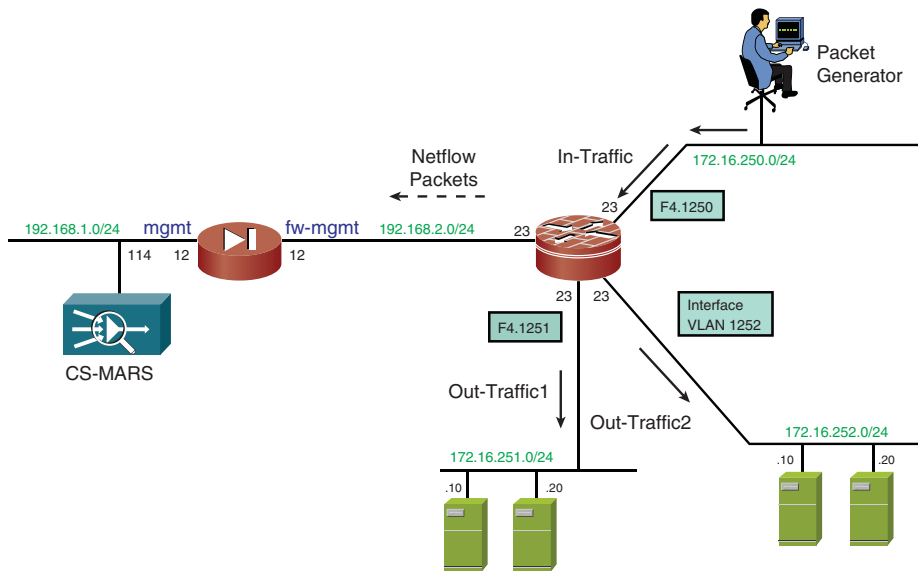 Packet
Generator
In-Traffic
172.16.250.0/24
Netflow
Packets
23
F4.1250
192.168.1.0/24
mgmt
fw-mgmt
192.168.2.0/24
23
114
12
12
23
23
F4.1251
Interface
VLAN 1252
CS-MARS
Out-Traffic1
Out-Traffic2
172.16.251.0/24
172.16.252.0/24
.10
.20
.10
.20